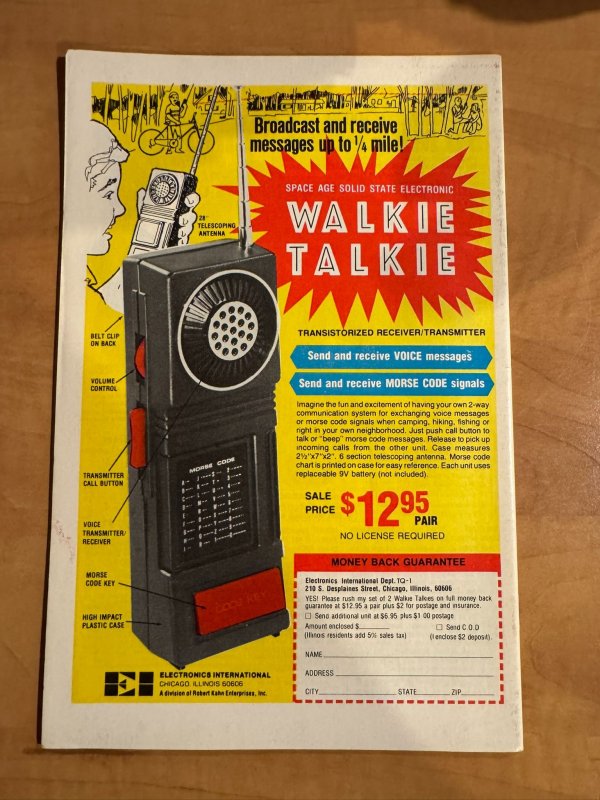 Broadcast and receive
messages up to ¼ mile!
SPACE AGE SOLID STATE ELECTRONIC
WALKIE
TALKIE
28"
TELESCOPING
ANTENNA
TRANSISTORIZED RECEIVER/TRANSMITTER
Send and receive VOICE messages
Send and receive MORSE CODE signals
Imagine the fun and excitement of having your own 2-way
communication system for exchanging voice messages
or morse code signals when camping, hiking, fishing or
right in your own neighborhood. Just push call button to
talk or "beep" morse code messages. Release to pick up
incoming calls from the other unit. Case measures
2½"x7"x2". 6 section telescoping antenna. Morse code
chart is printed on case for easy reference. Each unit uses
replaceable 9V battery (not included).
SALE
PRICE $12.95
PAIR
NO LICENSE REQUIRED
BELT CLIP
ON BACK
VOLUME
CONTROL
TRANSMITTER
CALL BUTTON
VOICE
TRANSMITTER/
RECEIVER
MORSE
CODE KEY
HIGH IMPACT
PLASTIC CASE
MORSE CODE
CODE KEY
MONEY BACK GUARANTEE
Electronics International Dept. TQ-1
210 S. Desplaines Street, Chicago, Illinois, 60606
YES! Please rush my set of 2 Walkie Talkies on full money back
guarantee at $12.95 a pair plus $2 for postage and insurance.
☐ Send additional unit at $6.95 plus $1.00 postage
Amount enclosed $ ☐ Send C.O.D
(Illinois residents add 5% sales tax) (I enclose $2 deposit).
NAME
ADDRESS
CITY STATE ZIP
EI
ELECTRONICS INTERNATIONAL
CHICAGO, ILLINOIS 60606
A division of Robert Kahn Enterprises, Inc.